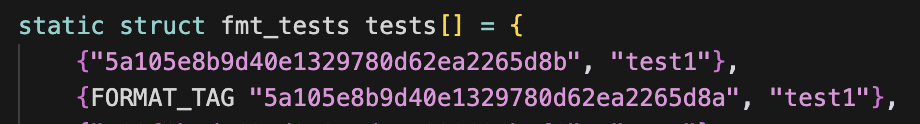 static struct fmt_tests tests[] = {
{"5a105e8b9d40e1329780d62ea2265d8b", "test1"},
{FORMAT_TAG "5a105e8b9d40e1329780d62ea2265d8a", "test1"},